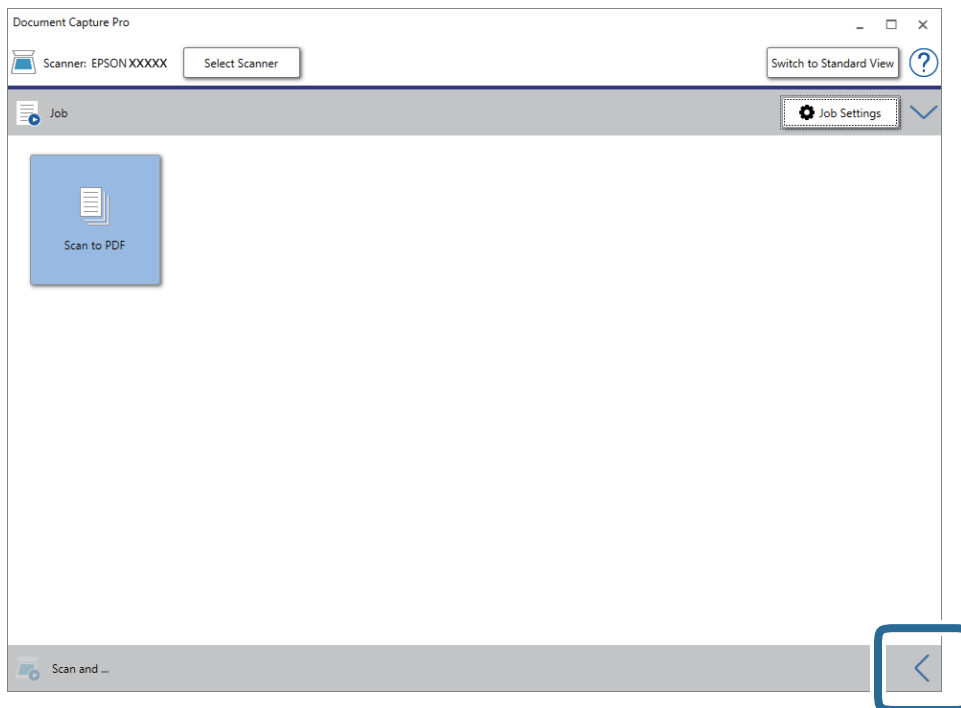 Document Capture Pro
Scanner: EPSON XXXXX Select Scanner Switch to Standard View ?
Job Job Settings
Scan to PDF
Scan and ...